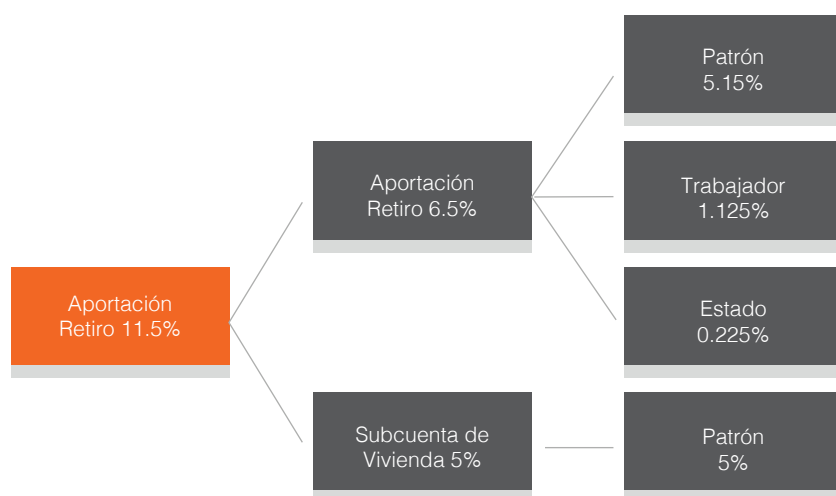 Aportación
Retiro 11.5%
Aportación
Retiro 6.5%
Patrón
5.15%
Trabajador
1.125%
Estado
0.225%
Subcuenta de
Vivienda 5%
Patrón
5%